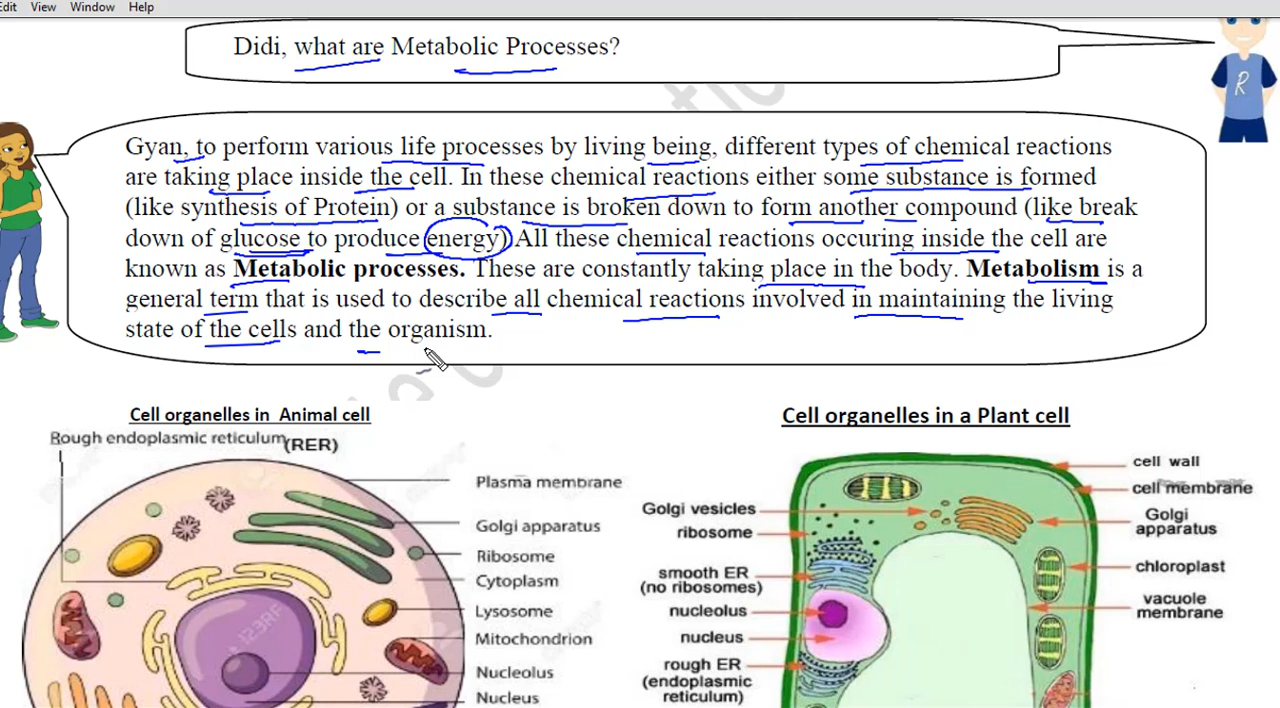 Edit View Window Help
Didi, what are Metabolic Processes?
R
Gyan, to perform various life processes by living being, different types of chemical reactions
are taking place inside the cell. In these chemical reactions either some substance is formed
(like synthesis of Protein) or a substance is broken down to form another compound (like break
down of glucose to produce energy) All these chemical reactions occuring inside the cell are
known as Metabolic processes. These are constantly taking place in the body. Metabolism is a
general term that is used to describe all chemical reactions involved in maintaining the living
state of the cells and the organism.
Cell organelles in Animal cell
Rough endoplasmic reticulum (RER)
Plasma membrane
Golgi apparatus
Ribosome
Cytoplasm
Lysosome
Mitochondrion
Nucleolus
Nucleus
123RF
Cell organelles in a Plant cell
Golgi vesicles
ribosome
smooth ER
(no ribosomes)
nucleolus
nucleus
rough ER
(endoplasmic
reticulum)
cell wall
cell membrane
Golgi
apparatus
chloroplast
vacuole
membrane